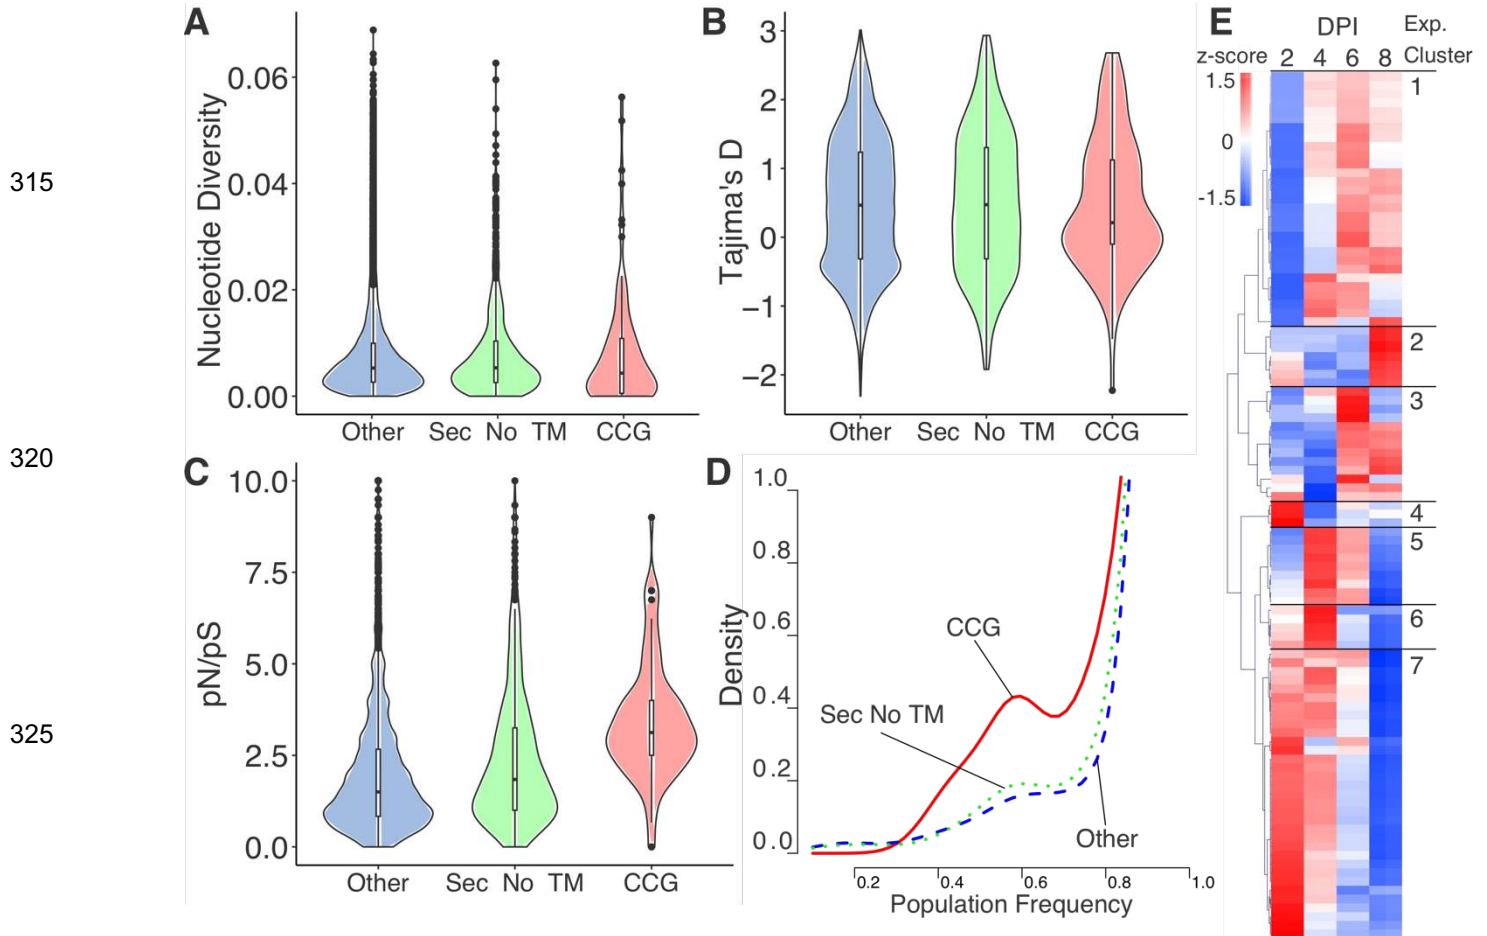 315
320
325
A
Nucleotide Diversity
0.06
0.04
0.02
0.00
Other Sec No TM CCG
B
Tajima's D
3
2
1
0
−1
−2
Other Sec No TM CCG
C
pN/pS
10.0
7.5
5.0
2.5
0.0
Other Sec No TM CCG
D
Density
1.0
0.8
0.6
0.4
0.2
0.0
CCG
Sec No TM
Other
0.2 0.4 0.6 0.8 1.0
Population Frequency
E
DPI Exp.
z-score 2 4 6 8 Cluster
1.5
0
-1.5
1
2
3
4
5
6
7